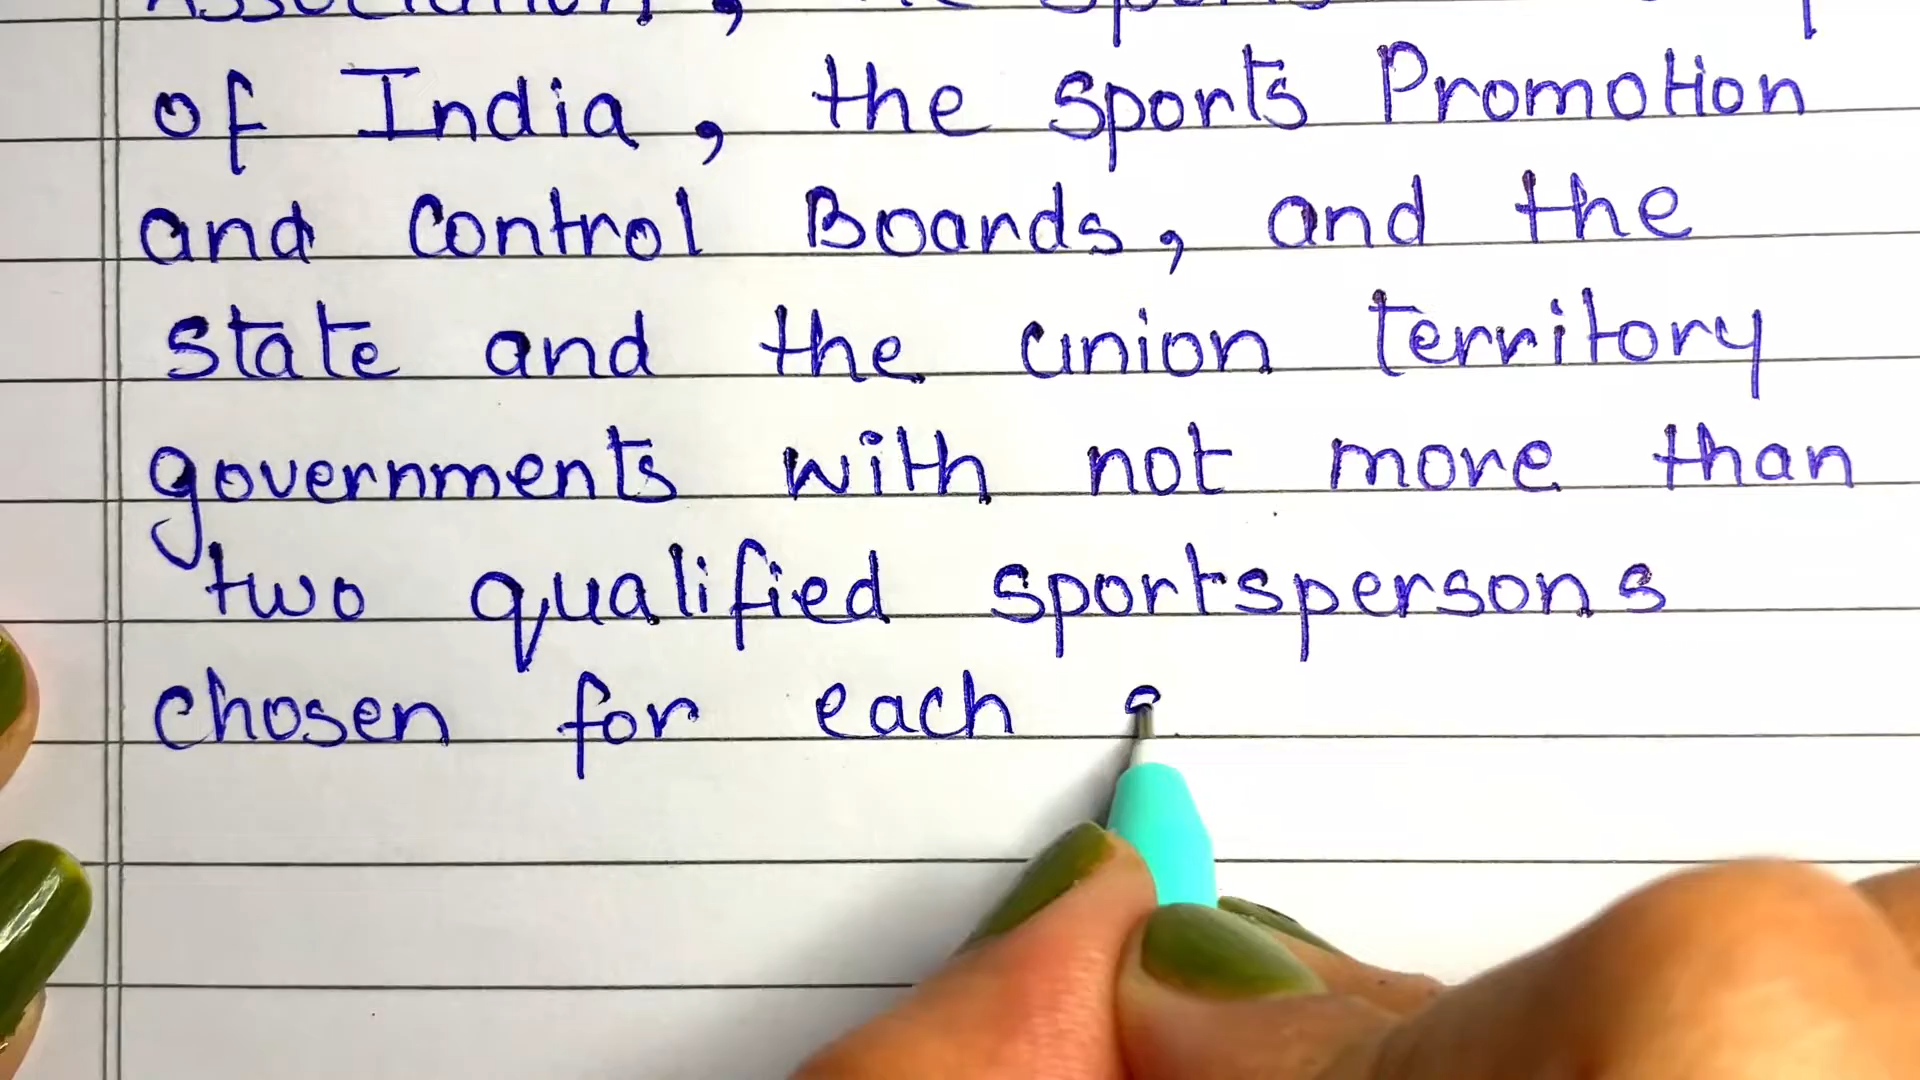 of India, the sports Promotion
and Control Boards, and the
state and the union territory
governments with not more than
two qualified sportspersons
chosen for each